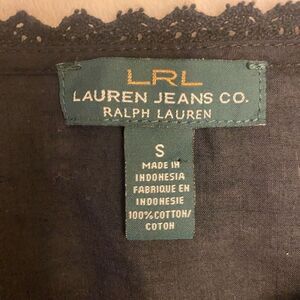 LRL
LAUREN JEANS CO.
RALPH LAUREN
S
MADE IN
INDONESIA
FABRIQUE EN
INDONESIE
100% COTTON/
COTON